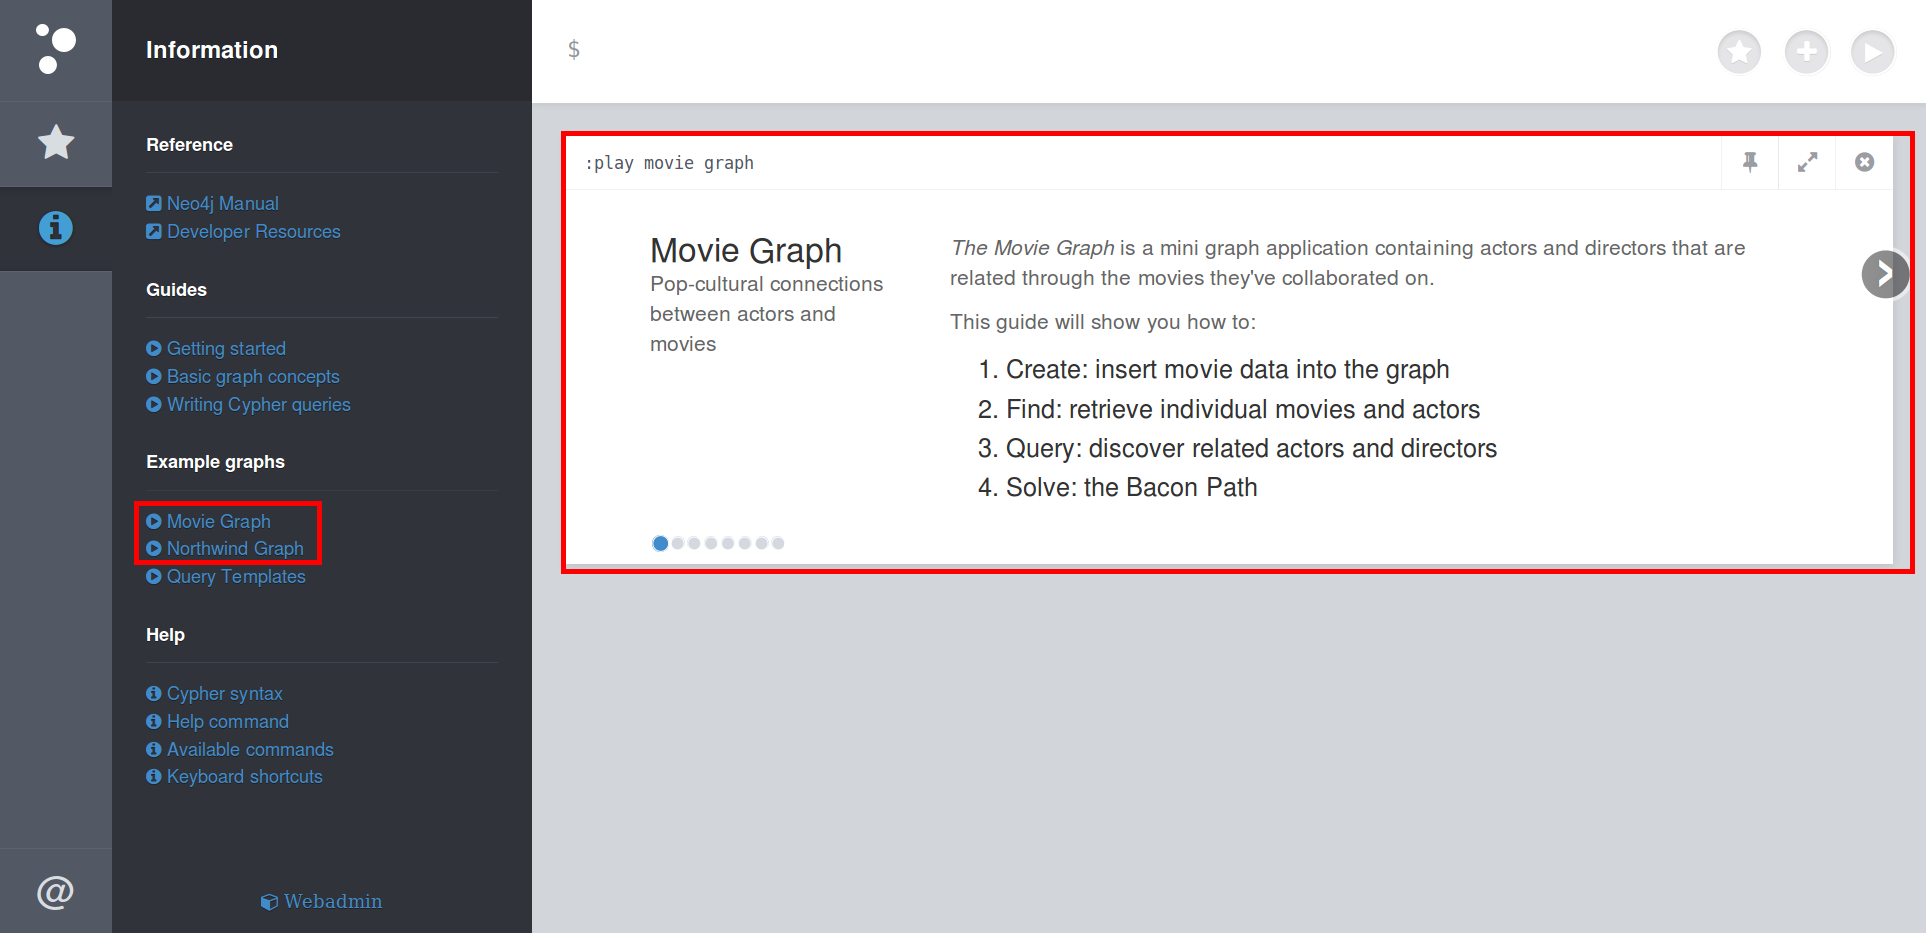 Information
Reference
Neo4j Manual
Developer Resources
Guides
Getting started
Basic graph concepts
Writing Cypher queries
Example graphs
Movie Graph
Northwind Graph
Query Templates
Help
Cypher syntax
Help command
Available commands
Keyboard shortcuts
@
Webadmin
$
:play movie graph
Movie Graph
Pop-cultural connections
between actors and
movies
The Movie Graph is a mini graph application containing actors and directors that are
related through the movies they've collaborated on.
This guide will show you how to:
1. Create: insert movie data into the graph
2. Find: retrieve individual movies and actors
3. Query: discover related actors and directors
4. Solve: the Bacon Path